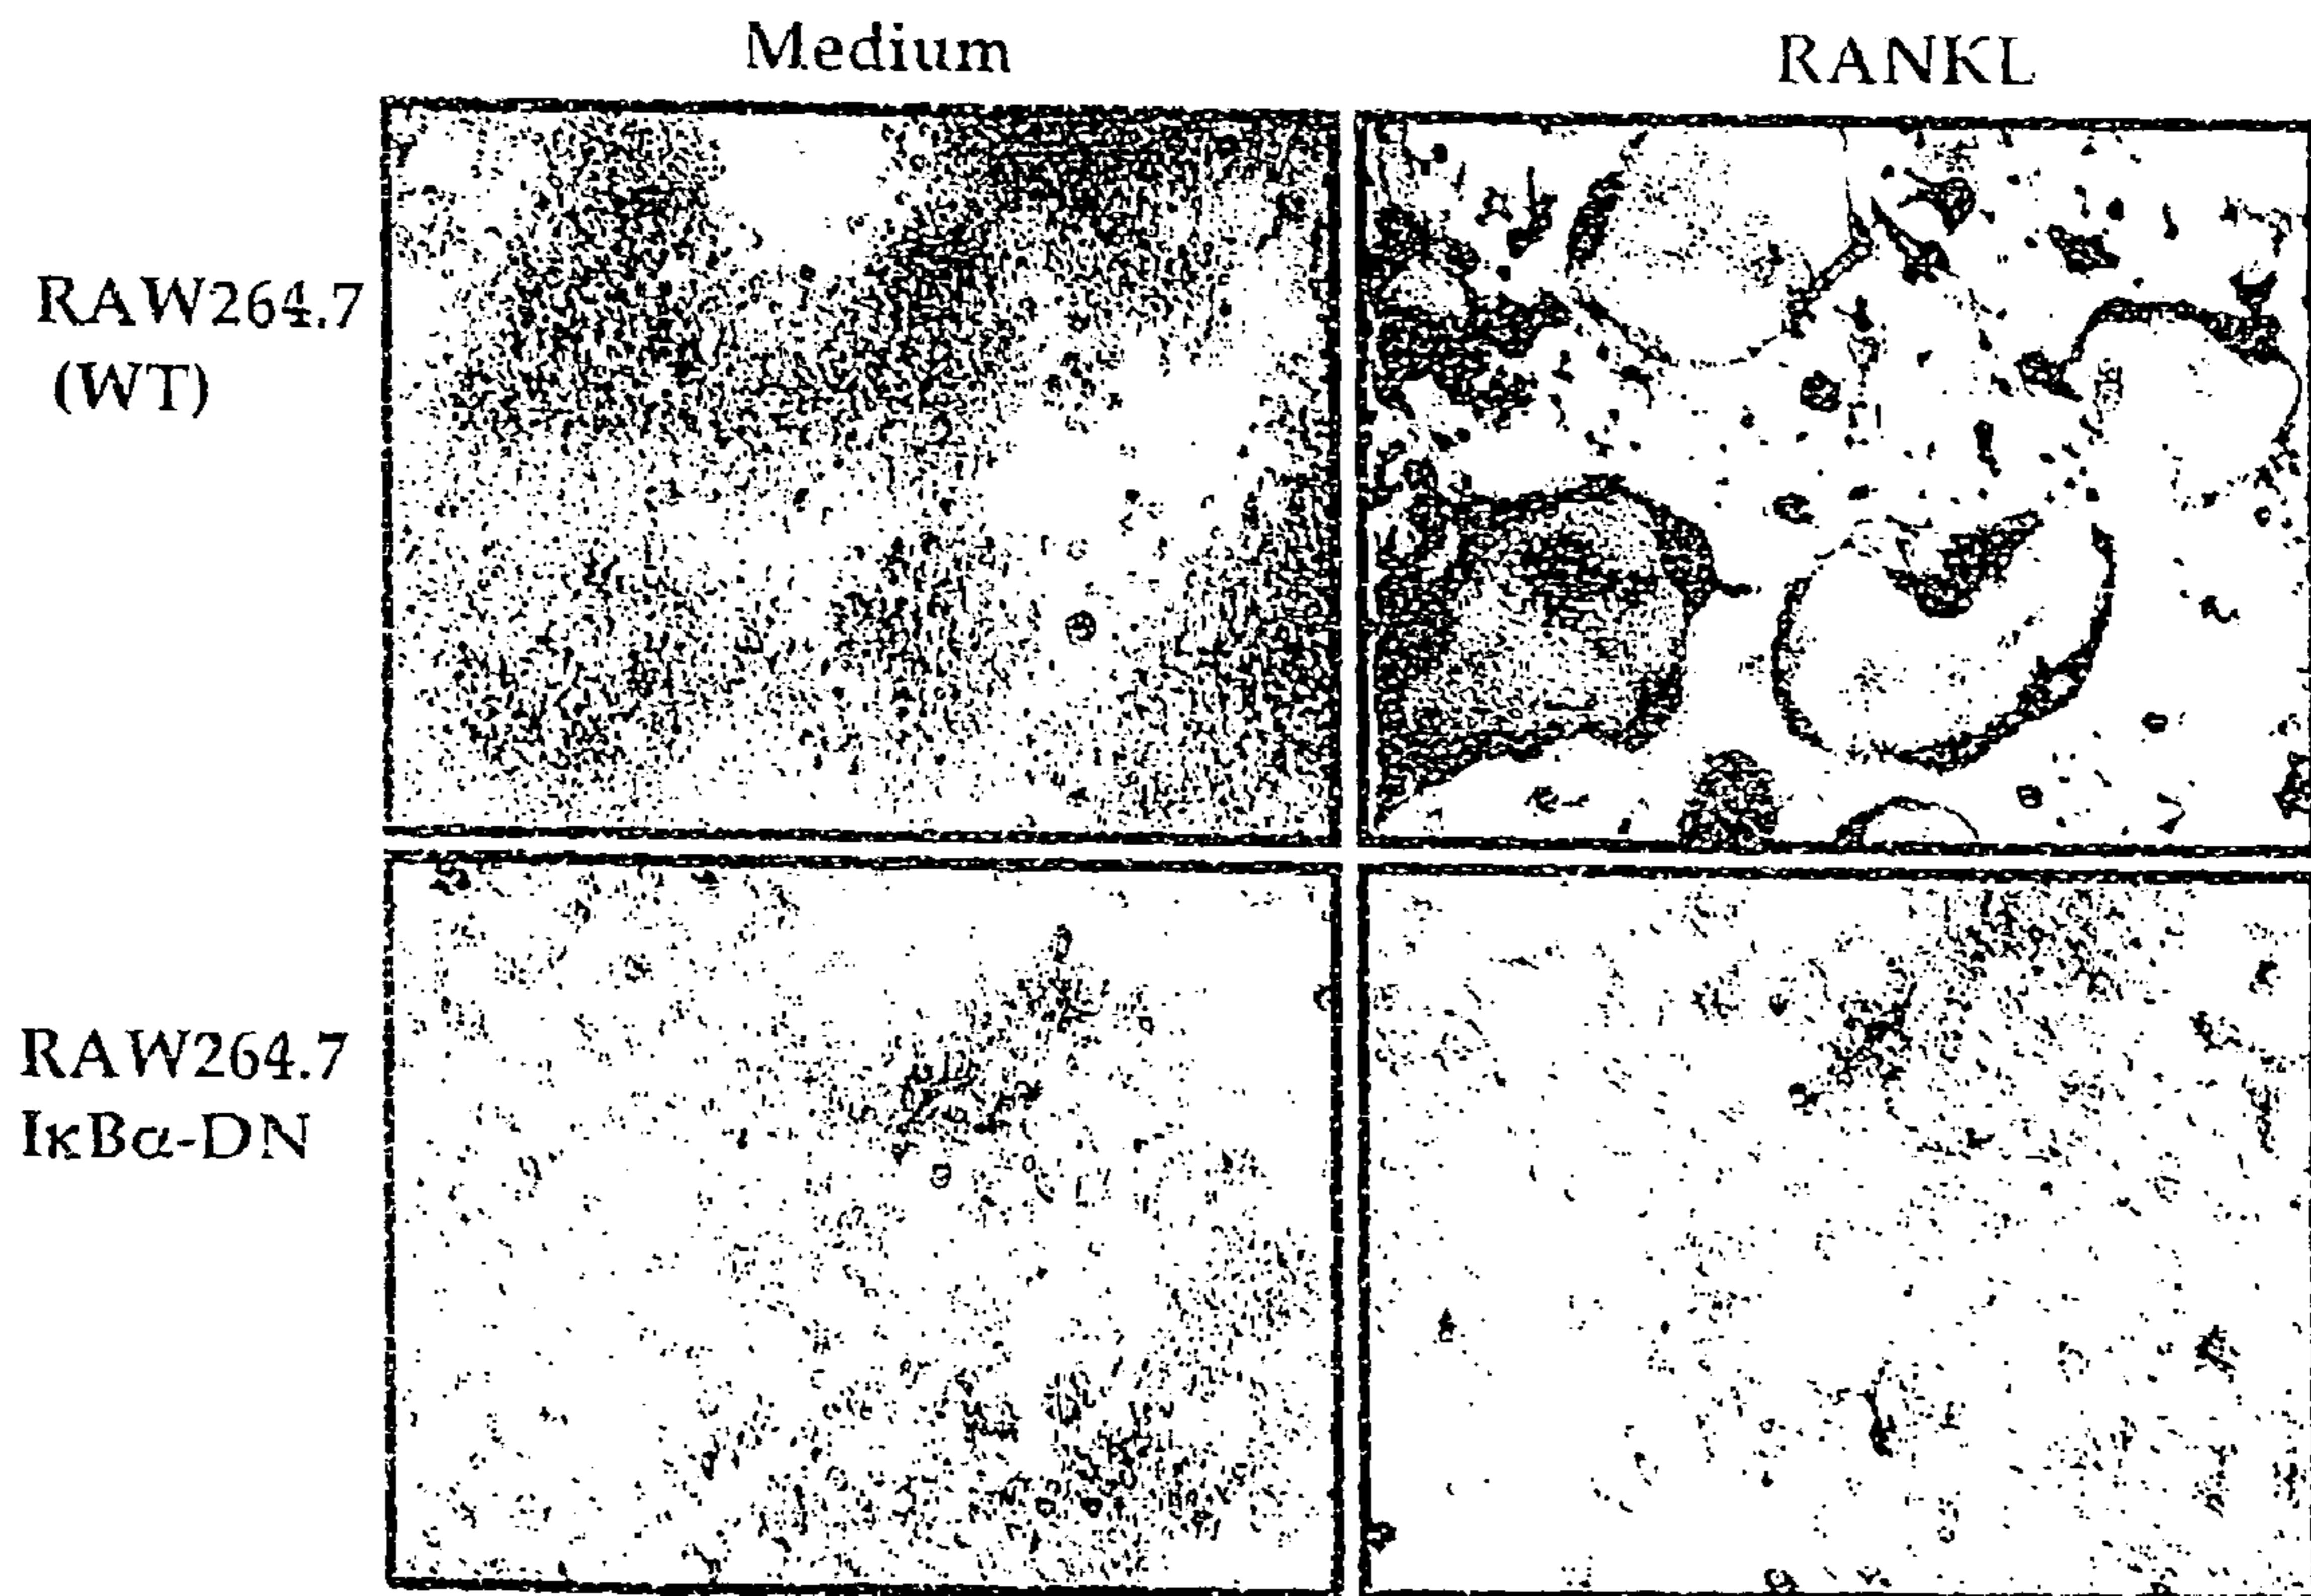 Medium
RANKL
RAW264.7
(WT)
RAW264.7
IκBα-DN